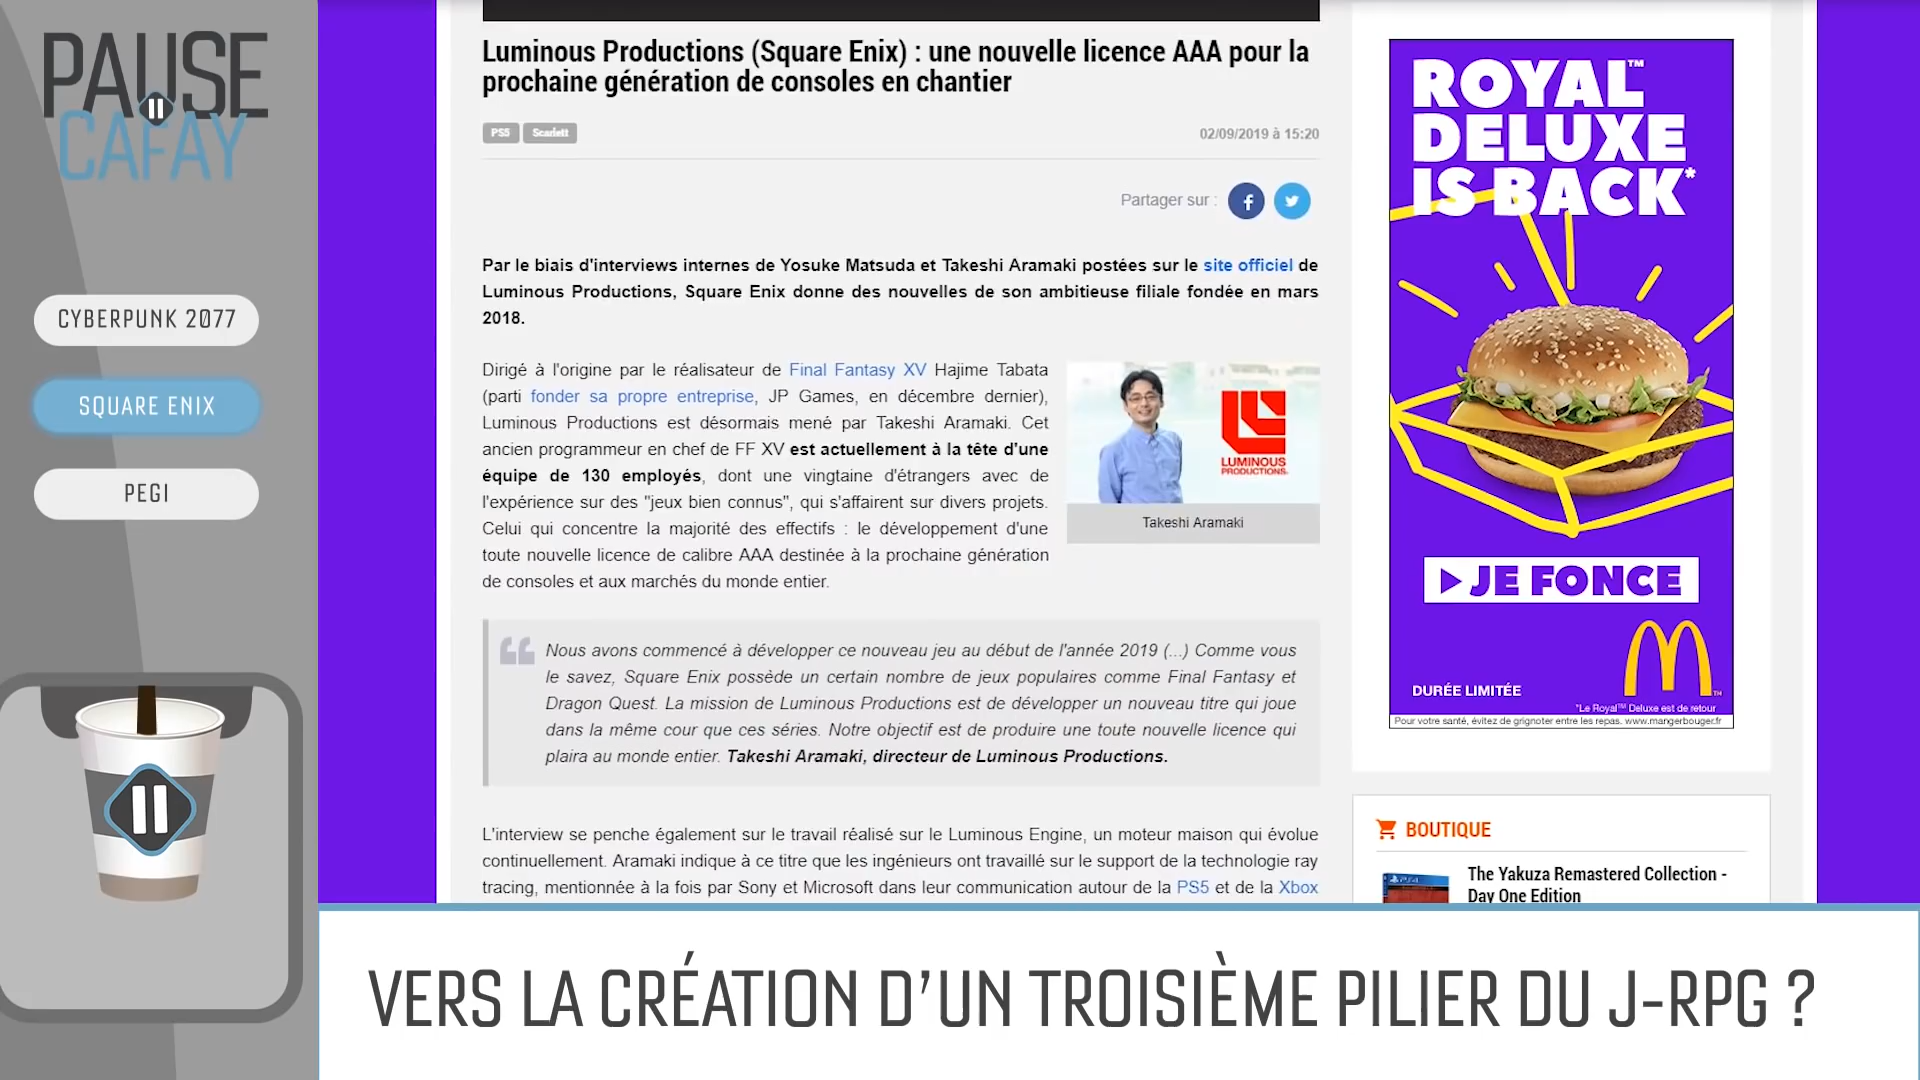 PAUSE
CAFAY
CYBERPUNK 2077
SQUARE ENIX
PEGI
Luminous Productions (Square Enix) : une nouvelle licence AAA pour la
prochaine génération de consoles en chantier
PS5 Scarlett
02/09/2019 à 15:20
Partager sur :
Par le biais d'interviews internes de Yosuke Matsuda et Takeshi Aramaki postées sur le site officiel de
Luminous Productions, Square Enix donne des nouvelles de son ambitieuse filiale fondée en mars
2018.
Dirigé à l'origine par le réalisateur de Final Fantasy XV Hajime Tabata
(parti fonder sa propre entreprise, JP Games, en décembre dernier),
Luminous Productions est désormais mené par Takeshi Aramaki. Cet
ancien programmeur en chef de FF XV est actuellement à la tête d'une
équipe de 130 employés, dont une vingtaine d'étrangers avec de
l'expérience sur des "jeux bien connus", qui s'affairent sur divers projets.
Celui qui concentre la majorité des effectifs : le développement d'une
toute nouvelle licence de calibre AAA destinée à la prochaine génération
de consoles et aux marchés du monde entier.
LUMINOUS
PRODUCTIONS
Takeshi Aramaki
Nous avons commencé à développer ce nouveau jeu au début de l'année 2019 (...) Comme vous
le savez, Square Enix possède un certain nombre de jeux populaires comme Final Fantasy et
Dragon Quest. La mission de Luminous Productions est de développer un nouveau titre qui joue
dans la même cour que ces séries. Notre objectif est de produire une toute nouvelle licence qui
plaira au monde entier. Takeshi Aramaki, directeur de Luminous Productions.
L'interview se penche également sur le travail réalisé sur le Luminous Engine, un moteur maison qui évolue
continuellement. Aramaki indique à ce titre que les ingénieurs ont travaillé sur le support de la technologie ray
tracing, mentionnée à la fois par Sony et Microsoft dans leur communication autour de la PS5 et de la Xbox
ROYAL™
DELUXE
IS BACK*
JE FONCE
DURÉE LIMITÉE
*Le Royal™ Deluxe est de retour
Pour votre santé, évitez de grignoter entre les repas. www.mangerbouger.fr
BOUTIQUE
The Yakuza Remastered Collection -
Day One Edition
VERS LA CRÉATION D'UN TROISIÈME PILIER DU J-RPG ?